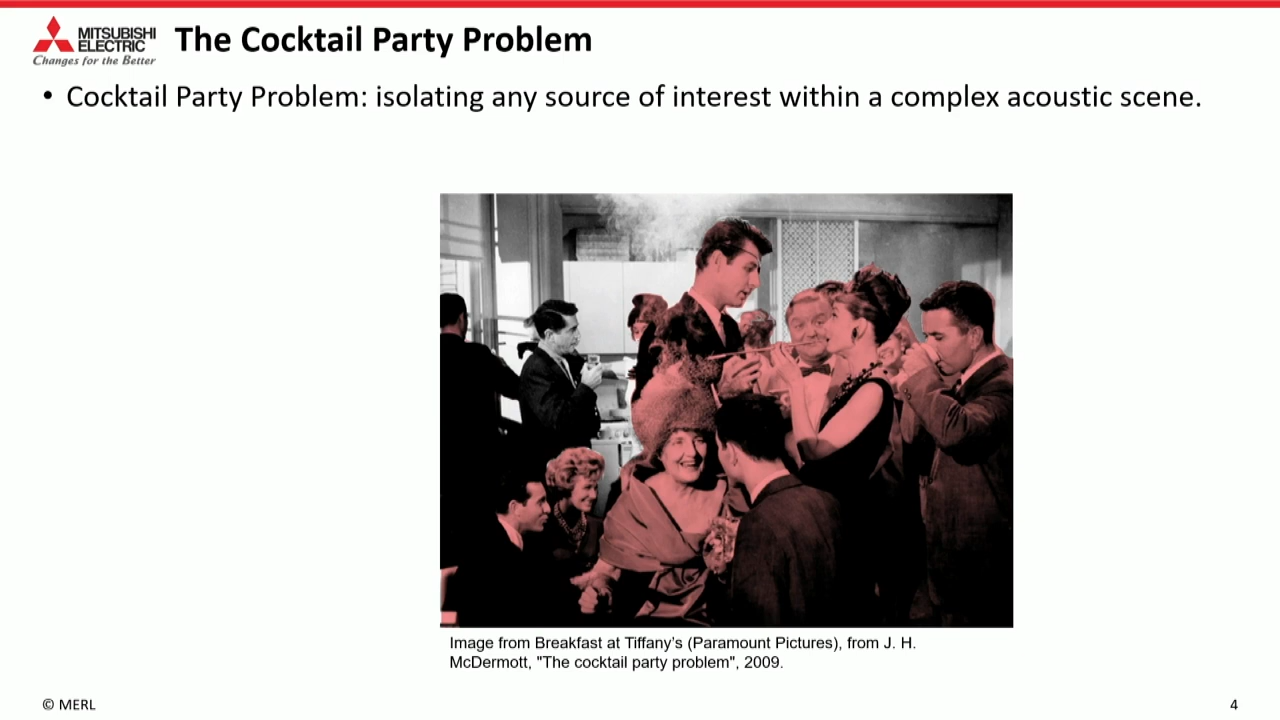 MITSUBISHI
ELECTRIC
Changes for the Better
The Cocktail Party Problem
• Cocktail Party Problem: isolating any source of interest within a complex acoustic scene.
Image from Breakfast at Tiffany’s (Paramount Pictures), from J. H.
McDermott, "The cocktail party problem", 2009.
© MERL
4